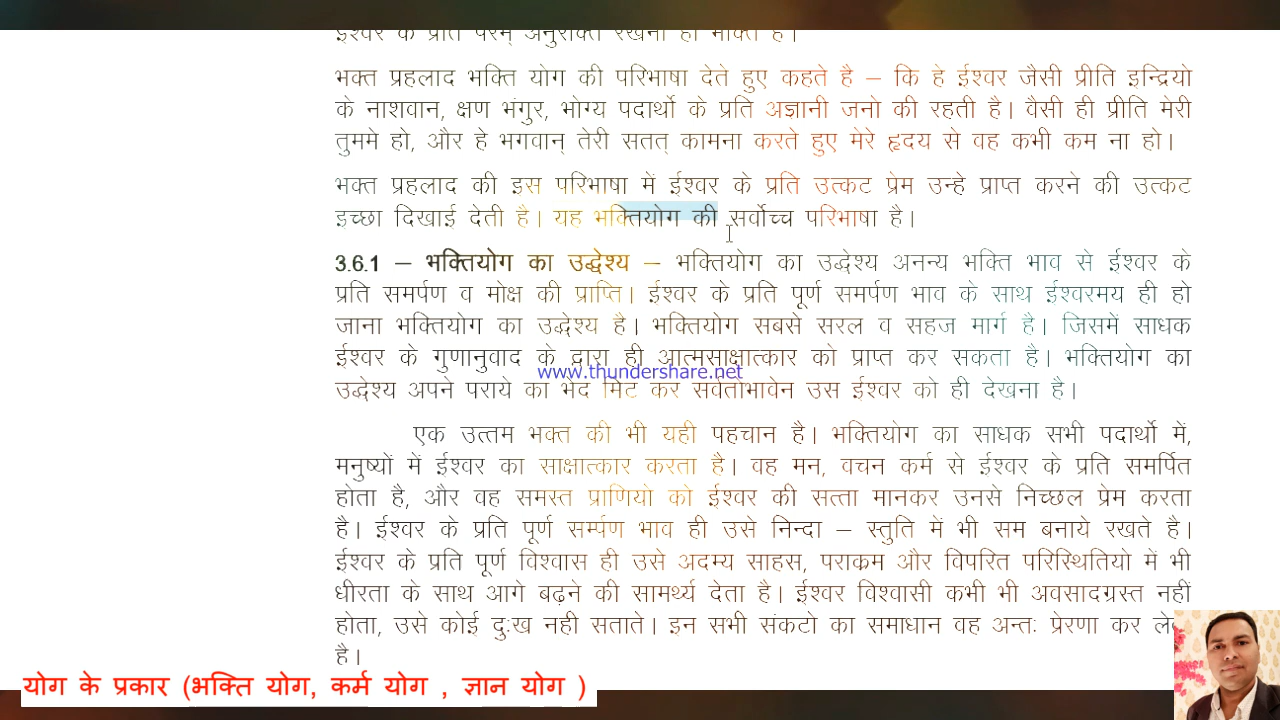 ईश्वर के प्रति परम् अनुरक्ति रखना ही भक्ति है।
भक्त प्रहलाद भक्ति योग की परिभाषा देते हुए कहते है – कि हे ईश्वर जैसी प्रीति इन्द्रियो
के नाशवान, क्षण भंगुर, भोग्य पदार्थो के प्रति अज्ञानी जनो की रहती है। वैसी ही प्रीति मेरी
तुममे हो, और हे भगवान् तेरी सतत् कामना करते हुए मेरे हृदय से वह कभी कम ना हो।
भक्त प्रहलाद की इस परिभाषा में ईश्वर के प्रति उत्कट प्रेम उन्हे प्राप्त करने की उत्कट
इच्छा दिखाई देती है। यह भक्तियोग की सर्वोच्च परिभाषा है।
3.6.1 – भक्तियोग का उद्धेश्य – भक्तियोग का उद्धेश्य अनन्य भक्ति भाव से ईश्वर के
प्रति समर्पण व मोक्ष की प्राप्ति। ईश्वर के प्रति पूर्ण समर्पण भाव के साथ ईश्वरमय ही हो
जाना भक्तियोग का उद्धेश्य है। भक्तियोग सबसे सरल व सहज मार्ग है। जिसमें साधक
ईश्वर के गुणानुवाद के द्वारा ही आत्मसाक्षात्कार को प्राप्त कर सकता है। भक्तियोग का
www.thundershare.net
उद्धेश्य अपने पराये का भेद मिट कर सर्वतोभावेन उस ईश्वर को ही देखना है।
एक उत्तम भक्त की भी यही पहचान है। भक्तियोग का साधक सभी पदार्थो में,
मनुष्यों में ईश्वर का साक्षात्कार करता है। वह मन, वचन कर्म से ईश्वर के प्रति समर्पित
होता है, और वह समस्त प्राणियो को ईश्वर की सत्ता मानकर उनसे निच्छल प्रेम करता
है। ईश्वर के प्रति पूर्ण सर्म्पण भाव ही उसे निन्दा – स्तुति में भी सम बनाये रखते है।
ईश्वर के प्रति पूर्ण विश्वास ही उसे अदम्य साहस, पराक्रम और विपरित परिस्थितियो में भी
धीरता के साथ आगे बढ़ने की सामर्थ्य देता है। ईश्वर विश्वासी कभी भी अवसादग्रस्त नहीं
होता, उसे कोई दुःख नही सताते। इन सभी संकटो का समाधान वह अन्तः प्रेरणा कर
है।
योग के प्रकार (भक्ति योग, कर्म योग , ज्ञान योग )